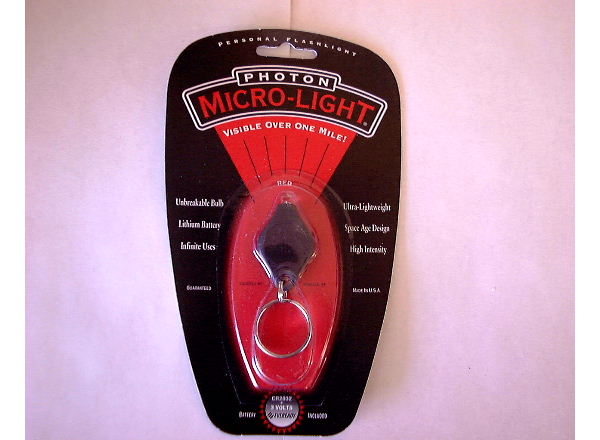 PERSONAL FLASHLIGHT
PHOTON
MICRO-LIGHT®
VISIBLE OVER ONE MILE!
RED
Unbreakable Bulb
Lithium Battery
Infinite Uses
Ultra-Lightweight
Space Age Design
High Intensity
GUARANTEED
MADE IN U.S.A.
CR2032
3 VOLTS
EVEREADY
BATTERY INCLUDED